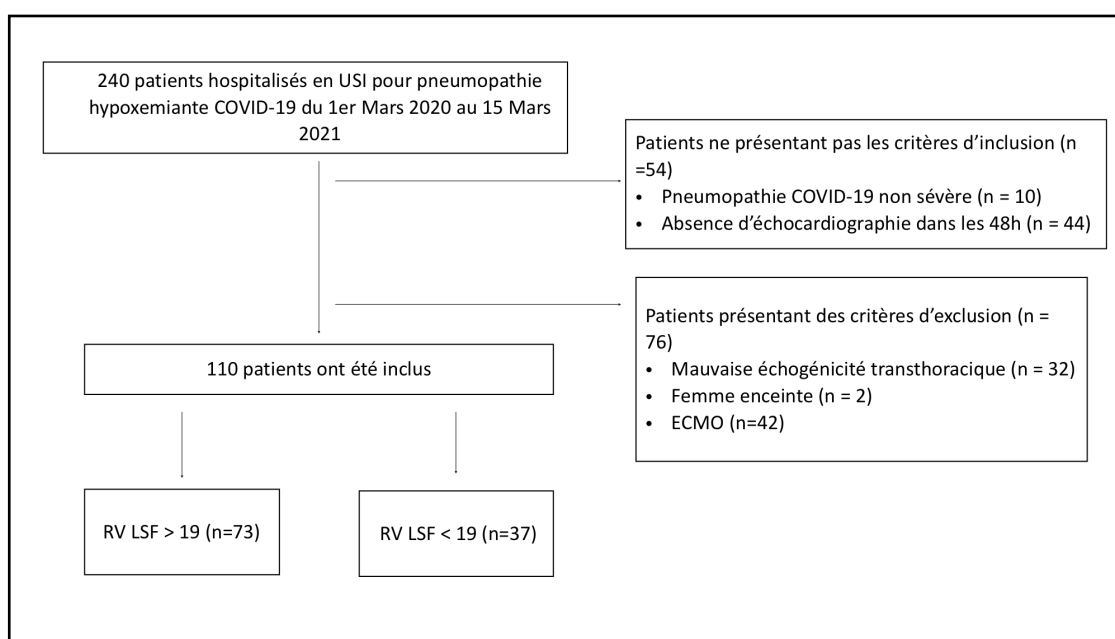 240 patients hospitalisés en USI pour pneumopathie
hypoxemiante COVID-19 du 1er Mars 2020 au 15 Mars
2021
Patients ne présentant pas les critères d’inclusion (n
=54)
• Pneumopathie COVID-19 non sévère (n = 10)
• Absence d’échocardiographie dans les 48h (n = 44)
Patients présentant des critères d’exclusion (n =
76)
• Mauvaise échogénicité transthoracique (n = 32)
• Femme enceinte (n = 2)
• ECMO (n=42)
110 patients ont été inclus
RV LSF > 19 (n=73)
RV LSF < 19 (n=37)